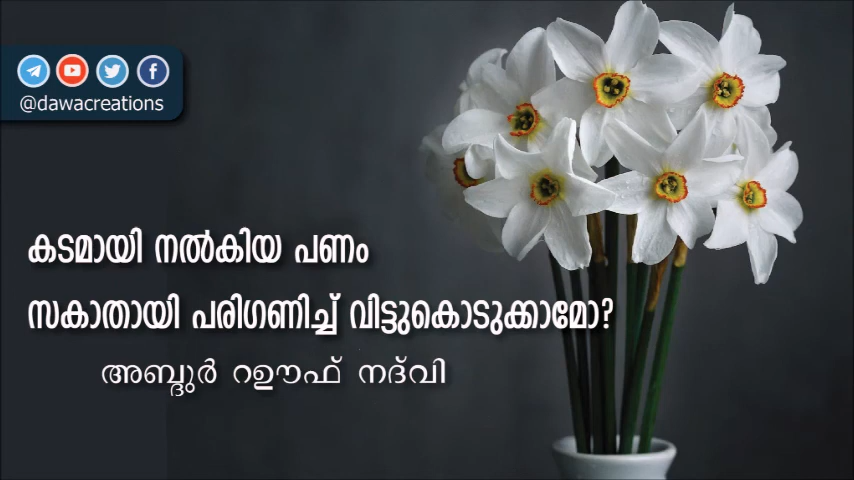 @dawacreations
കടമായി നൽകിയ പണം
സകാതായി പരിഗണിച്ച് വിട്ടുകൊടുക്കാമോ?
അബ്ദുർ റഊഫ് നദ്‌വി